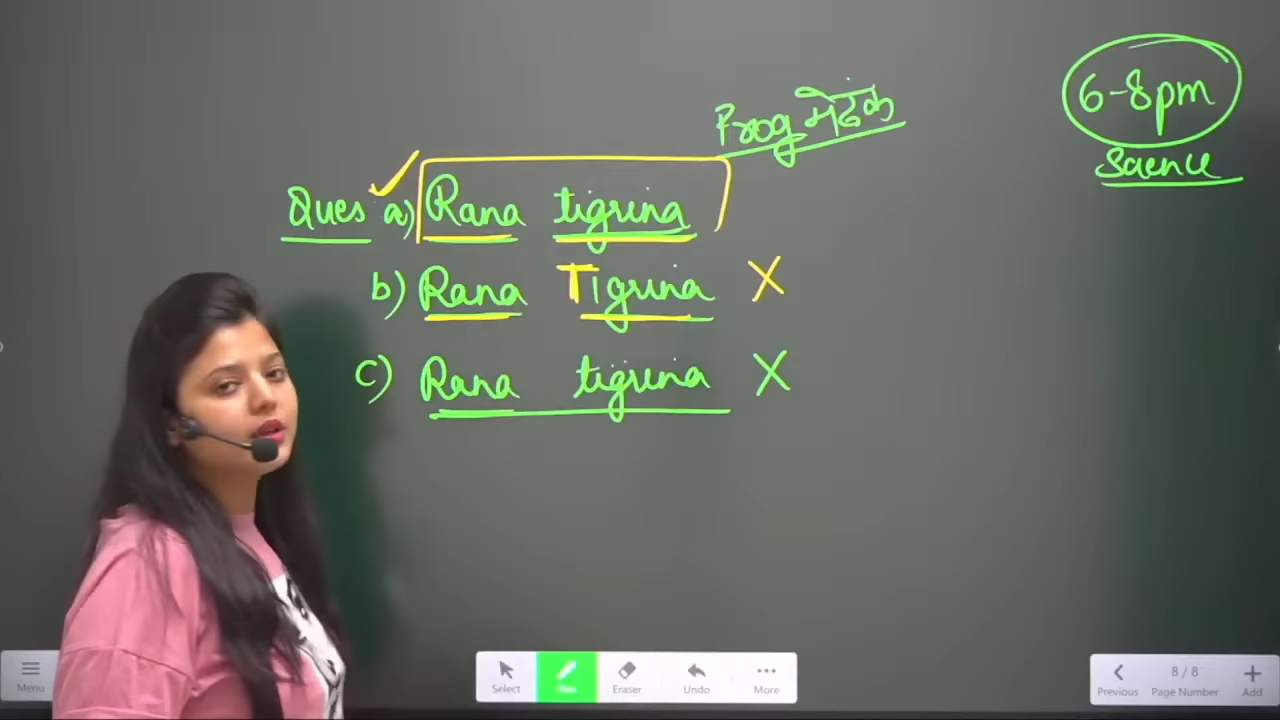 6-8pm
Science
Frog मेंढक
Ques a) Rana tigrina
b) Rana Tigrina X
c) Rana tigrina X
Menu
Select
Pen
Eraser
Undo
More
Previous
8 / 8
Page Number
Add